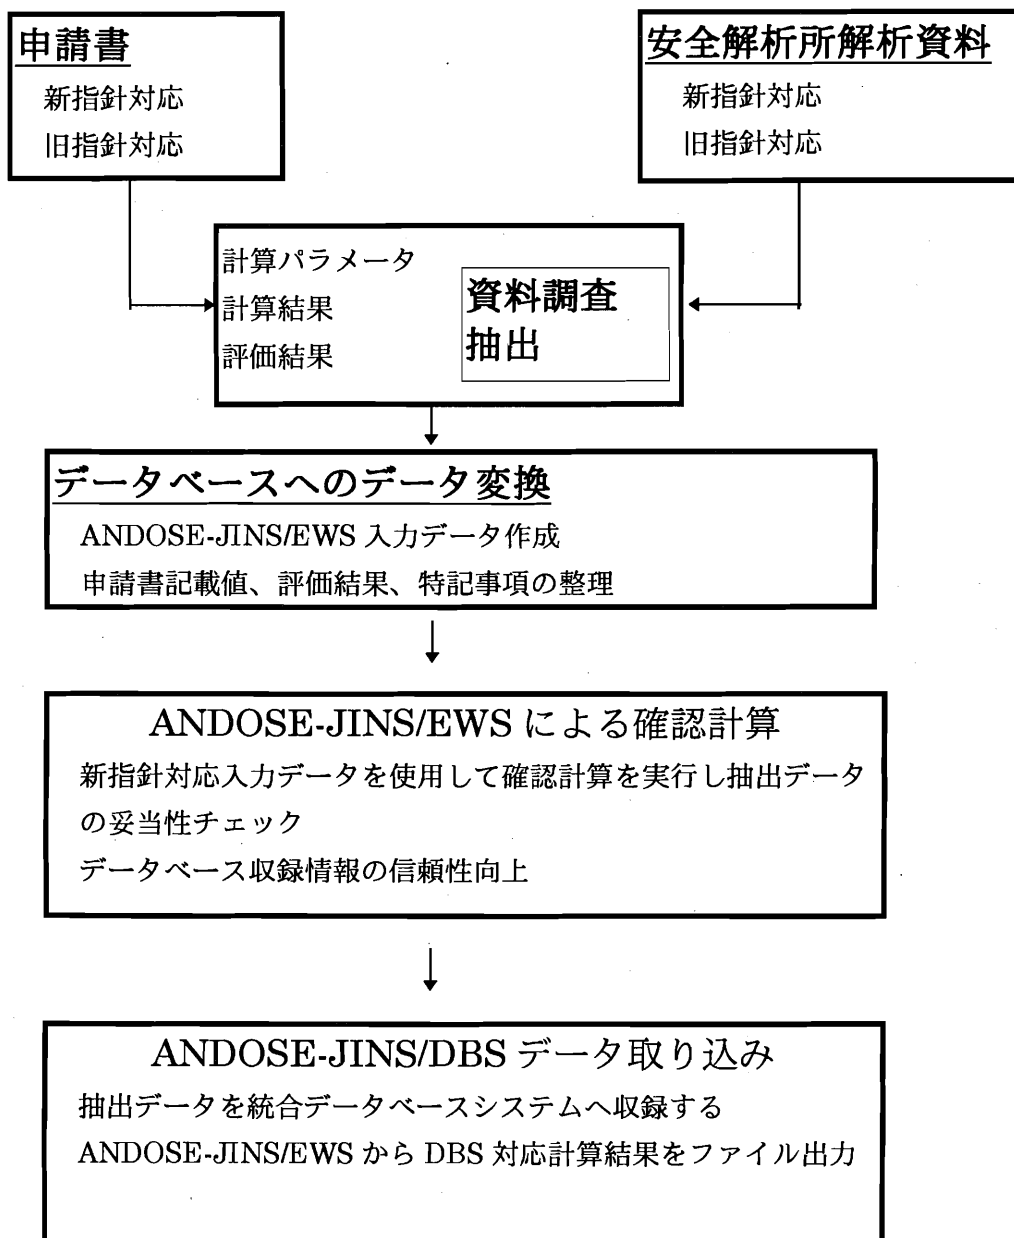 申請書
新指針対応
旧指針対応
安全解析所解析資料
新指針対応
旧指針対応
計算パラメータ
計算結果
評価結果
資料調査
抽出
データベースへのデータ変換
ANDOSE-JINS/EWS 入力データ作成
申請書記載値、評価結果、特記事項の整理
ANDOSE-JINS/EWS による確認計算
新指針対応入力データを使用して確認計算を実行し抽出データ
の妥当性チェック
データベース収録情報の信頼性向上
ANDOSE-JINS/DBS データ取り込み
抽出データを統合データベースシステムへ収録する
ANDOSE-JINS/EWS から DBS 対応計算結果をファイル出力